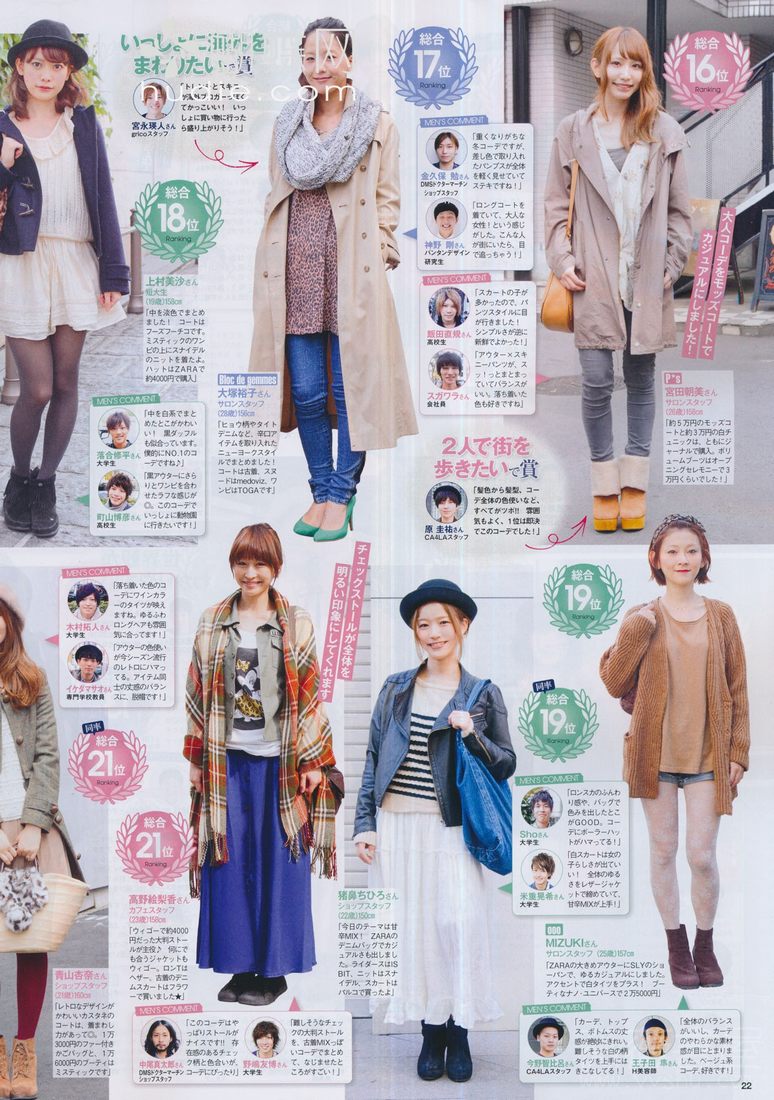 いっしょに海外を
まわりたいで賞
宮永瑛人さん
gricoスタッフ
総合
18位
Ranking
上村美沙さん
短大生
(19歳)158cm
「中を淡色でまとめ
ました! コートは
フーズフーチコです。
ミスティックのワン
ピの上にスナイデル
のニットを着たよ。
ハットはZARAで
約4000円で購入」
MEN'S COMMENT
「中を白系でまとめ
たとこがかわい
い! 黒ダッフル
も似合っています。
僕的にNO.1のコ
ーデですね♪」
落合修平さん
大学生
「黒アウターにさら
りとワンピを合わ
せたラフな感じが
◎。このコーデで
いっしょに動物園
に行きたいです!」
町山博彦さん
高校生
総合
17位
Ranking
MEN'S COMMENT
「重くなりがちな
冬コーデですが、
差し色で取り入れ
たパンプスが全体
を軽く見せていて
ステキですね!」
金久保 勉さん
DMSドクターマーチン
ショップスタッフ
「ロングコートを
着ていて、大人な
女性!という感じ
がした。こんな人
が街にいたら、目
で追っちゃう!」
神野 剛さん
バンタンデザイン
研究生
Bloc de gemmes
大塚裕子さん
サロンスタッフ
(28歳)158cm
「ヒョウ柄やタイト
デニムなど、辛口ア
イテムを取り入れた
ニューヨークスタイ
ルでまとめました!
コートは古着、スヌ
ードはmedoviz、ワ
ンピはTOGAです」
MEN'S COMMENT
「スカートの子が
多かったので、パ
ンツスタイルに目
が行きました!
シンプルさが逆に
新鮮でよかった!」
飯田直規さん
高校生
「アウター×スキ
ニーパンツが、ス
ッ!っとまとまっ
ていてバランスが
いい。落ち着いた
色も好きですね」
スガワラさん
会社員
総合
16位
Ranking
大人コーデをモッズコートで
カジュアルにしました!
P's
宮田朝美さん
サロンスタッフ
(26歳)156cm
「約5万円のモッズコ
ートと約3万円の白チ
ュニックは、ともにジ
ャーナルで購入。ボリ
ュームブーツはオープ
ニングセレモニーで3
万円くらいでした!」
2人で街を
歩きたいで賞
「髪色から髪型、コー
デ全体の色使いなど、
すべてがツボ!! 雰囲
気もよく、1位は即決
でこのコーデでした!」
原 圭祐さん
CA4LAスタッフ
MEN'S COMMENT
「落ち着いた色のコ
ーデにワインカラ
ーのタイツが映え
ますね。ゆるふわ
ロングヘアも雰囲
気に合ってます!」
木村拓人さん
大学生
「アウターの色使い
が今シーズン流行
のレトロにハマっ
てる。アイテム同
士の丈感のバラン
スに、脱帽です!」
イケダマサオさん
専門学校教員
同率
総合
21位
Ranking
青山杏奈さん
ショップスタッフ
(21歳)160cm
「レトロなデザインが
かわいいカスタネの
コートは、着まわし
力があって◎。1万
3000円のファー付き
かごバッグと、1万
6000円のブーティは
ミスティックです」
総合
21位
Ranking
チェックストールが全体を
明るい印象にしてくれます
高野絵梨香さん
カフェスタッフ
(23歳)158cm
「ウィゴーで約4000
円だった大判ストー
ルが主役♪ 何にで
も合うジャケットも
ウィゴー。ロンTは
ヘザー、古着のデニ
ムスカートはフラワ
ーで買いました★」
MEN'S COMMENT
「このコーデはや
っぱりストールが
ナイスです!! 存
在感のあるチェッ
ク柄と色合いが、
コーデにぴったり」
中尾真太郎さん
DMSドクターマーチン
ショップスタッフ
「難しそうなチェッ
クの大判ストール
を、古着MIXっぽ
いコーデでまとめ
て、なじませたと
ころがすごい!」
野嶋友博さん
大学生
総合
19位
Ranking
同率
総合
19位
Ranking
猪鼻ちひろさん
ショップスタッフ
(22歳)150cm
「今日のテーマは甘
辛MIX! ZARAの
デニムバッグでカジ
ュアルさも出しまし
た。ライダースはIS
BIT、ニットはスナ
イデル、スカートは
パルコで買ったよ」
MEN'S COMMENT
「ロンスカのふんわ
り感や、バッグで
色みを出したとこ
がGOOD。コー
デにボーラーハッ
トがハマってる!」
Shoさん
大学生
「白スカートは女の
子らしさが出てい
い! 全体のゆる
さをレザージャケ
ットで締めていて、
甘辛MIXが上手!」
米重晃希さん
大学生
MIZUKIさん
サロンスタッフ
(25歳)157cm
「ZARAの大きめアウターにSLYのショ
ーパンで、ゆるカジュアルにしました。
アクセントで白タイツをプラス! ブー
ティはナノ・ユニバースで2万5000円」
MEN'S COMMENT
「カーデ、トップ
ス、ボトムスの丈
感が絶妙にきれい。
難しそうな白の柄
タイツを上手には
きこなしてる!」
今野智比呂さん
CA4LAスタッフ
「全体のバランス
がいいし、カーデ
のやわらかな素材
感が目にとまりま
した。ベージュ系
コーデ、好きです!」
王子田 琢さん
H美容師
22